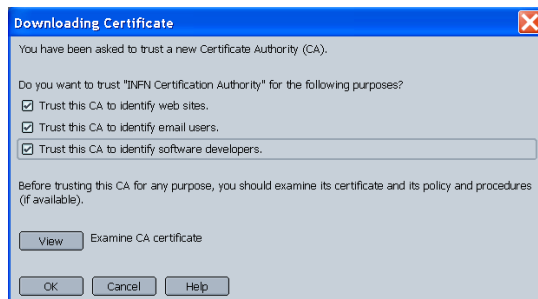 Downloading Certificate
You have been asked to trust a new Certificate Authority (CA).
Do you want to trust "INFN Certification Authority" for the following purposes?
Trust this CA to identify web sites.
Trust this CA to identify email users.
Trust this CA to identify software developers.
Before trusting this CA for any purpose, you should examine its certificate and its policy and procedures
(if available).
View Examine CA certificate
OK Cancel Help